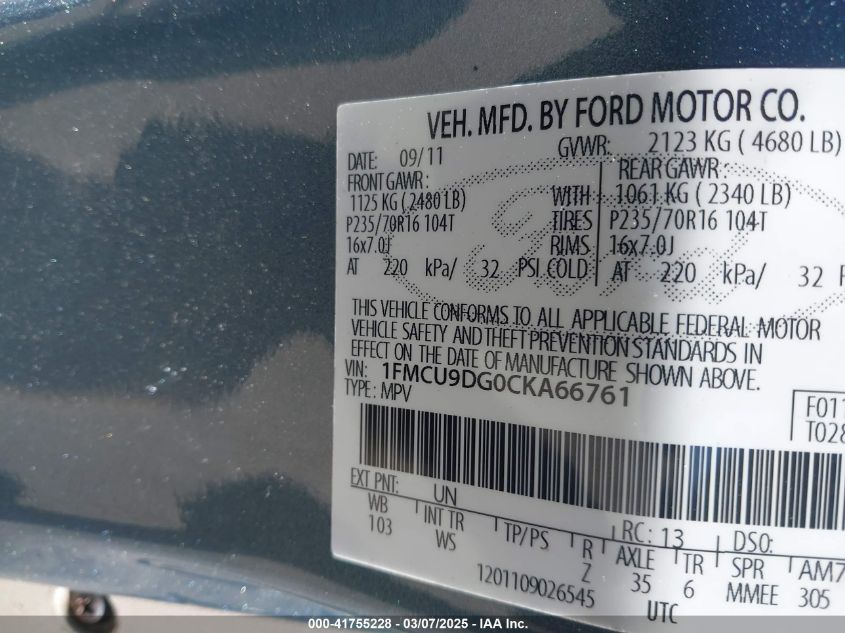 VEH. MFD. BY FORD MOTOR CO.
DATE: 09/11 GVWR: 2123 KG ( 4680 LB)
FRONT GAWR: REAR GAWR:
1125 KG ( 2480 LB) WITH 1061 KG ( 2340 LB)
P235/70R16 104T TIRES P235/70R16 104T
16x7.0J RIMS 16x7.0J
AT 220 kPa/ 32 PSI COLD AT 220 kPa/ 32
THIS VEHICLE CONFORMS TO ALL APPLICABLE FEDERAL MOTOR
VEHICLE SAFETY AND THEFT PREVENTION STANDARDS IN
EFFECT ON THE DATE OF MANUFACTURE SHOWN ABOVE.
VIN: 1FMCU9DG0CKA66761
TYPE: MPV
F011
T028
EXT PNT: UN RC: 13 DSO:
WB INT TR TP/PS R AXLE TR SPR AM7
103 WS Z 35 6 MMEE 305
1201109026545 UTC
Ford
000-41755228 - 03/07/2025 - IMPACT INC.